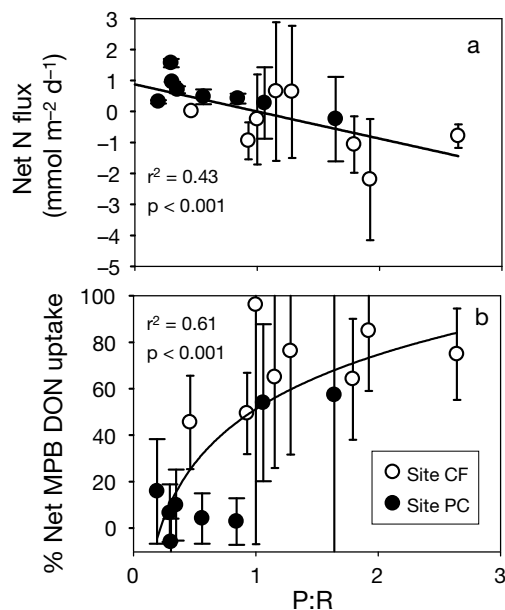 a
Net N flux
(mmol m⁻² d⁻¹)
3
2
1
0
−1
−2
−3
−4
−5
r² = 0.43
p < 0.001
b
% Net MPB DON uptake
100
80
60
40
20
0
r² = 0.61
p < 0.001
Site CF
Site PC
0 1 2 3
P:R